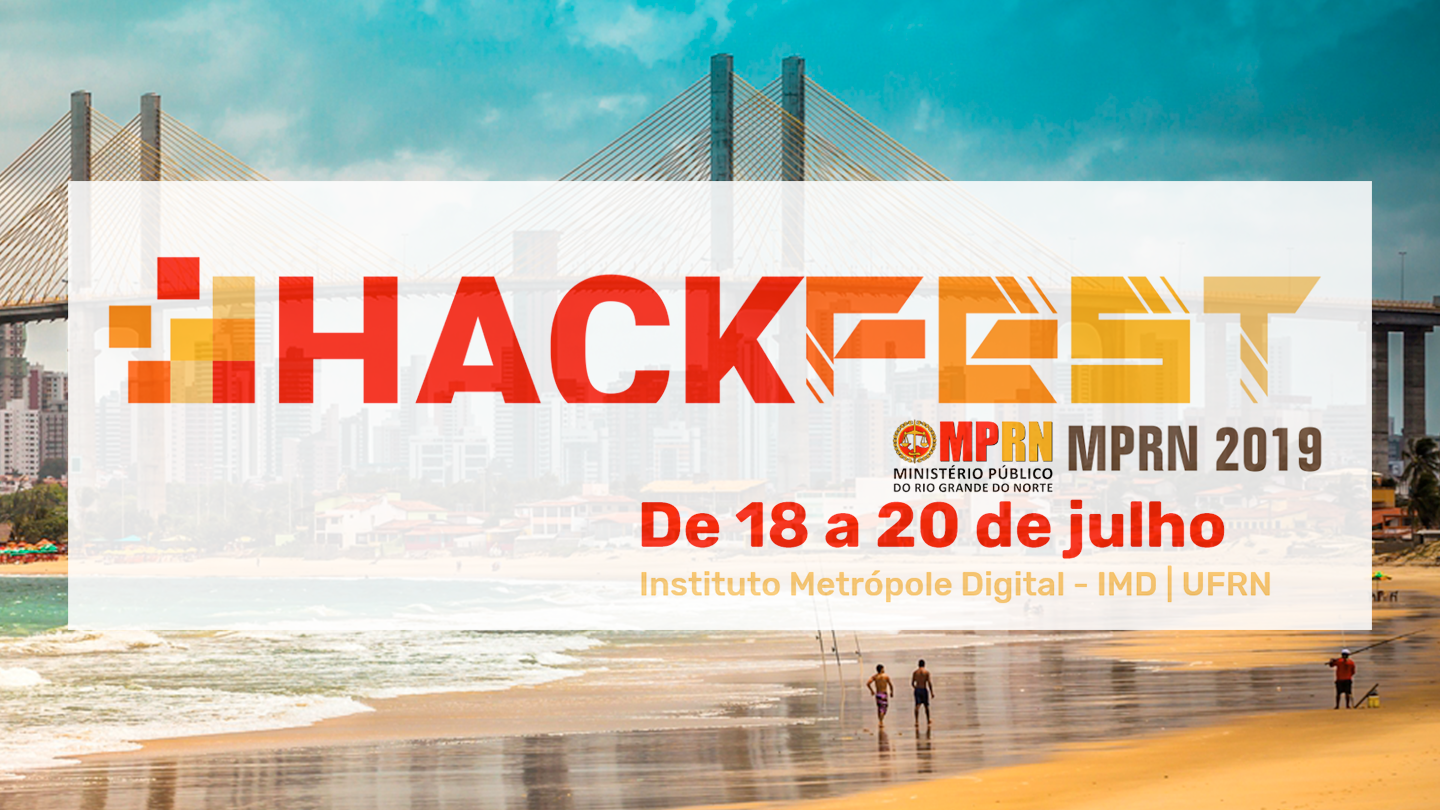 HACKFEST
MPRN MPRN 2019
MINISTÉRIO PÚBLICO
DO RIO GRANDE DO NORTE
De 18 a 20 de julho
Instituto Metrópole Digital - IMD | UFRN